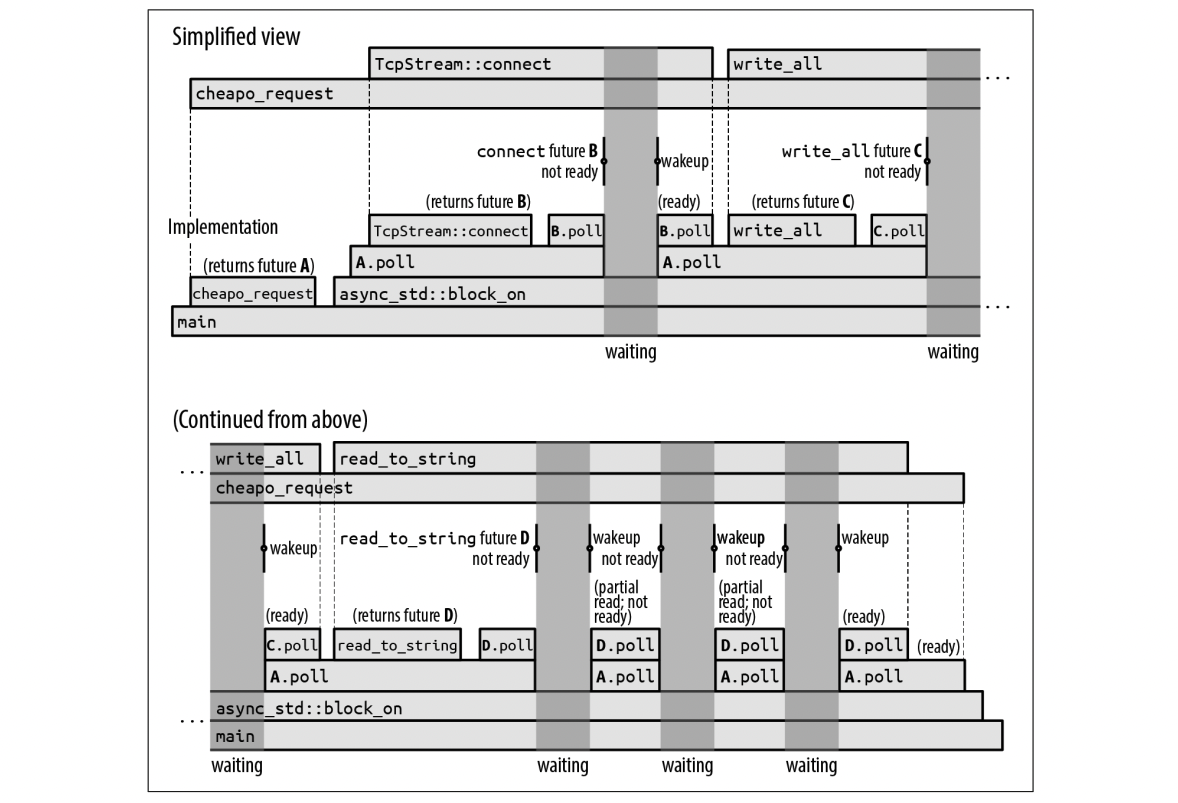 Simplified view
TcpStream::connect
write_all
...
cheapo_request
connect future B
not ready
wakeup
write_all future C
not ready
(returns future B)
(ready)
(returns future C)
Implementation
TcpStream::connect
B.poll
B.poll
write_all
C.poll
(returns future A)
A.poll
A.poll
cheapo_request
async_std::block_on
...
main
waiting
waiting
(Continued from above)
write_all
read_to_string
...
cheapo_request
wakeup
read_to_string future D
not ready
wakeup
not ready
wakeup
not ready
wakeup
(partial
read; not
ready)
(partial
read; not
ready)
(ready)
(returns future D)
(ready)
(ready)
C.poll
read_to_string
D.poll
D.poll
D.poll
D.poll
A.poll
A.poll
A.poll
A.poll
async_std::block_on
...
main
waiting
waiting
waiting
waiting